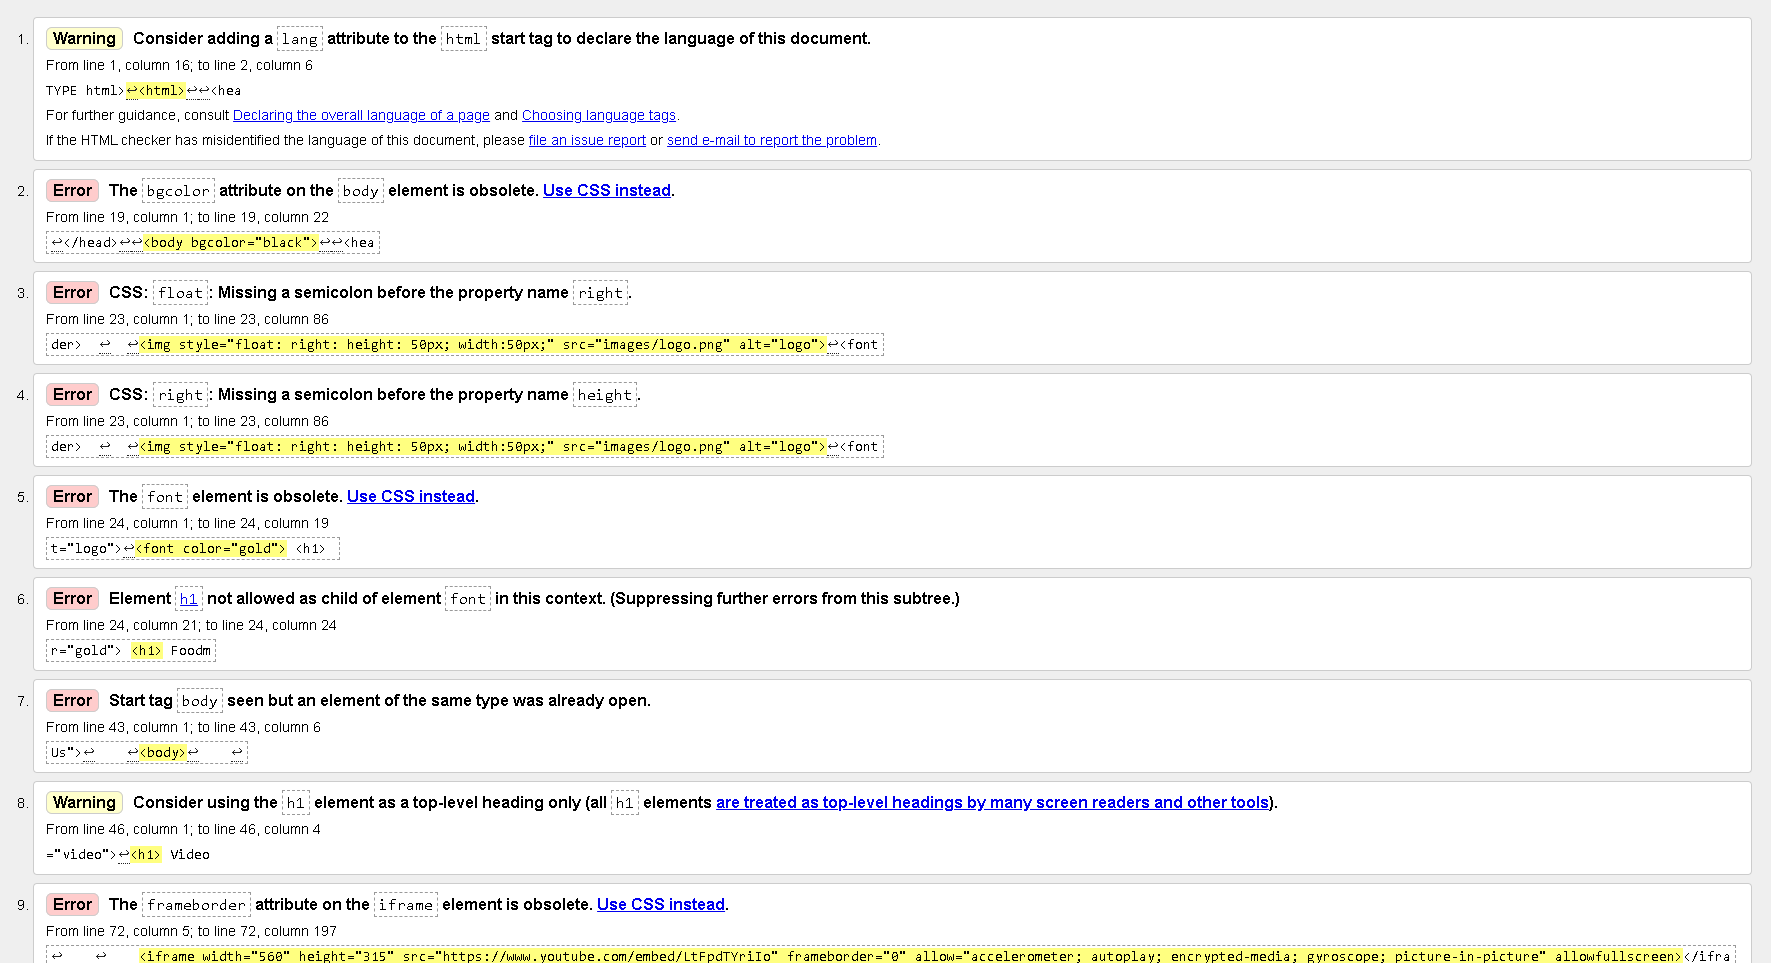 1. Warning Consider adding a lang attribute to the html start tag to declare the language of this document.
From line 1, column 16; to line 2, column 6
TYPE html>↩<html>↩↩<hea
For further guidance, consult Declaring the overall language of a page and Choosing language tags.
If the HTML checker has misidentified the language of this document, please file an issue report or send e-mail to report the problem.
2. Error The bgcolor attribute on the body element is obsolete. Use CSS instead.
From line 19, column 1; to line 19, column 22
↩</head>↩↩<body bgcolor="black">↩↩<hea
3. Error CSS: float: Missing a semicolon before the property name right.
From line 23, column 1; to line 23, column 86
der>  ↩  ↩<img style="float: right: height: 50px; width:50px;" src="images/logo.png" alt="logo">↩<font
4. Error CSS: right: Missing a semicolon before the property name height.
From line 23, column 1; to line 23, column 86
der>  ↩  ↩<img style="float: right: height: 50px; width:50px;" src="images/logo.png" alt="logo">↩<font
5. Error The font element is obsolete. Use CSS instead.
From line 24, column 1; to line 24, column 19
t="logo">↩<font color="gold"> <h1>
6. Error Element h1 not allowed as child of element font in this context. (Suppressing further errors from this subtree.)
From line 24, column 21; to line 24, column 24
r="gold"> <h1> Foodm
7. Error Start tag body seen but an element of the same type was already open.
From line 43, column 1; to line 43, column 6
Us">↩    ↩<body>↩    ↩
8. Warning Consider using the h1 element as a top-level heading only (all h1 elements are treated as top-level headings by many screen readers and other tools).
From line 46, column 1; to line 46, column 4
="video">↩<h1> Video
9. Error The frameborder attribute on the iframe element is obsolete. Use CSS instead.
From line 72, column 5; to line 72, column 197
↩    ↩    <iframe width="560" height="315" src="https://www.youtube.com/embed/LtFpdTYriIo" frameborder="0" allow="accelerometer; autoplay; encrypted-media; gyroscope; picture-in-picture" allowfullscreen></ifra